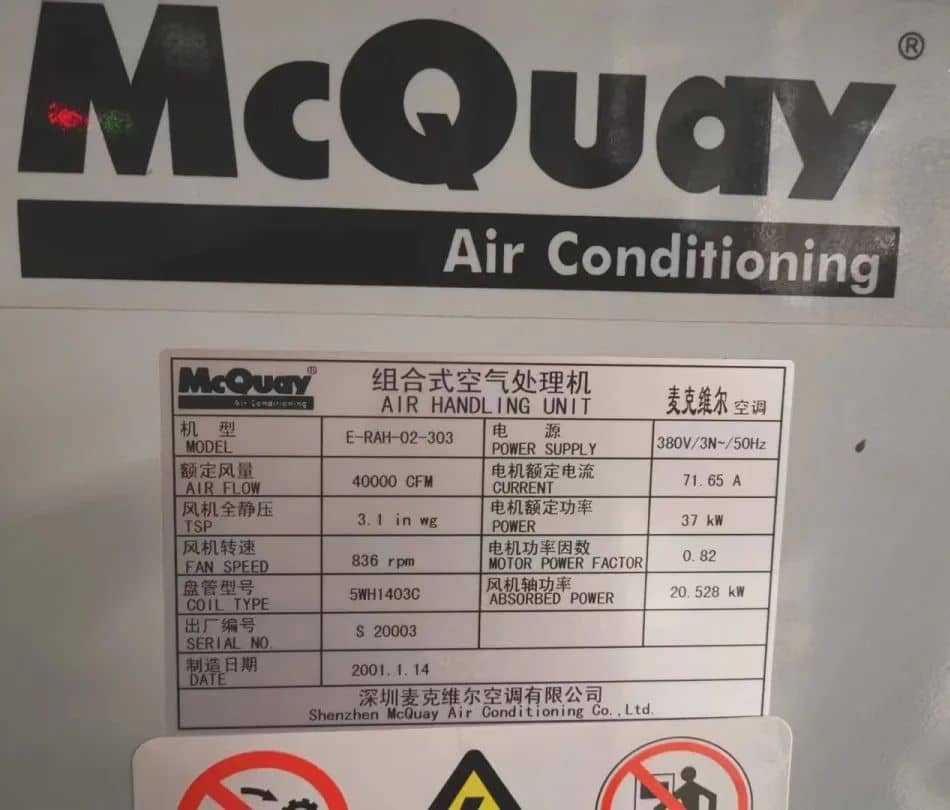 McQuay®
Air Conditioning
McQuay®
Air Conditioning
组合式空气处理机
AIR HANDLING UNIT
麦克维尔 空调
机 型
MODEL
E-RAH-02-303
电 源
POWER SUPPLY
380V/3N~/50Hz
额定风量
AIR FLOW
40000 CFM
电机额定电流
CURRENT
71.65 A
风机全静压
TSP
3.1 in wg
电机额定功率
POWER
37 kW
风机转速
FAN SPEED
836 rpm
电机功率因数
MOTOR POWER FACTOR
0.82
盘管型号
COIL TYPE
5WH1403C
风机轴功率
ABSORBED POWER
20.528 kW
出厂编号
SERIAL NO.
S 20003
制造日期
DATE
2001.1.14
深圳麦克维尔空调有限公司
Shenzhen McQuay Air Conditioning Co.,Ltd.